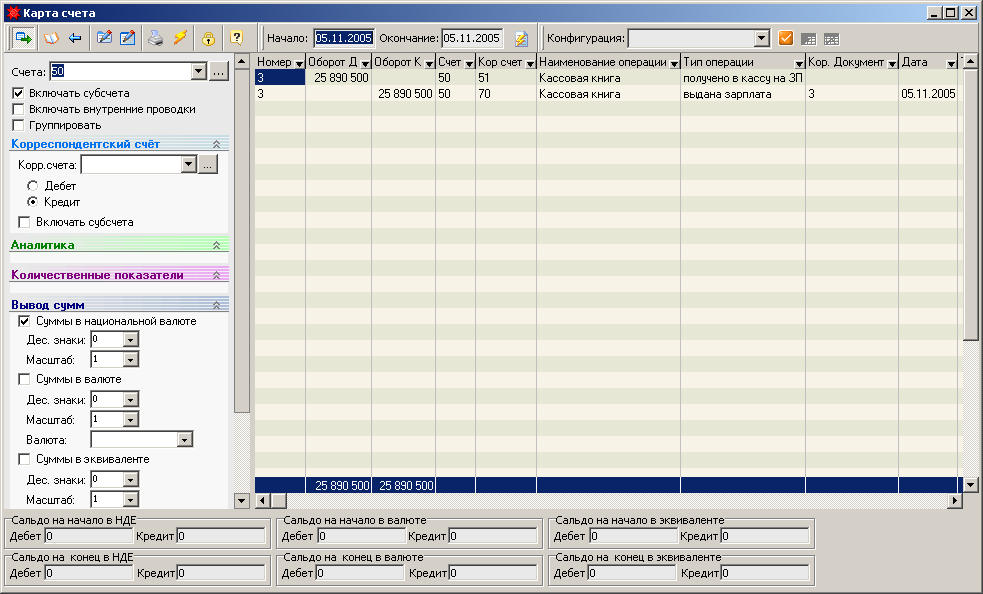 Карта счета
Начало: 05.11.2005 Окончание: 05.11.2005 Конфигурация:
Счета: 50 ...
Включать субсчета
Включать внутренние проводки
Группировать
Корреспондентский счёт
Корр.счета: ...
Дебет
Кредит
Включать субсчета
Аналитика
Количественные показатели
Вывод сумм
Суммы в национальной валюте
Дес. знаки: 0
Масштаб: 1
Суммы в валюте
Дес. знаки: 0
Масштаб: 1
Валюта:
Суммы в эквиваленте
Дес. знаки: 0
Масштаб: 1
Номер Оборот Д Оборот К Счет Кор счет Наименование операции Тип операции Кор. Документ Дата
3 25 890 500 50 51 Кассовая книга получено в кассу на ЗП
3 25 890 500 50 70 Кассовая книга выдана зарплата 3 05.11.2005
25 890 500 25 890 500
Сальдо на начало в НДЕ
Дебет 0 Кредит 0
Сальдо на начало в валюте
Дебет 0 Кредит 0
Сальдо на начало в эквиваленте
Дебет 0 Кредит 0
Сальдо на конец в НДЕ
Дебет 0 Кредит 0
Сальдо на конец в валюте
Дебет 0 Кредит 0
Сальдо на конец в эквиваленте
Дебет 0 Кредит 0